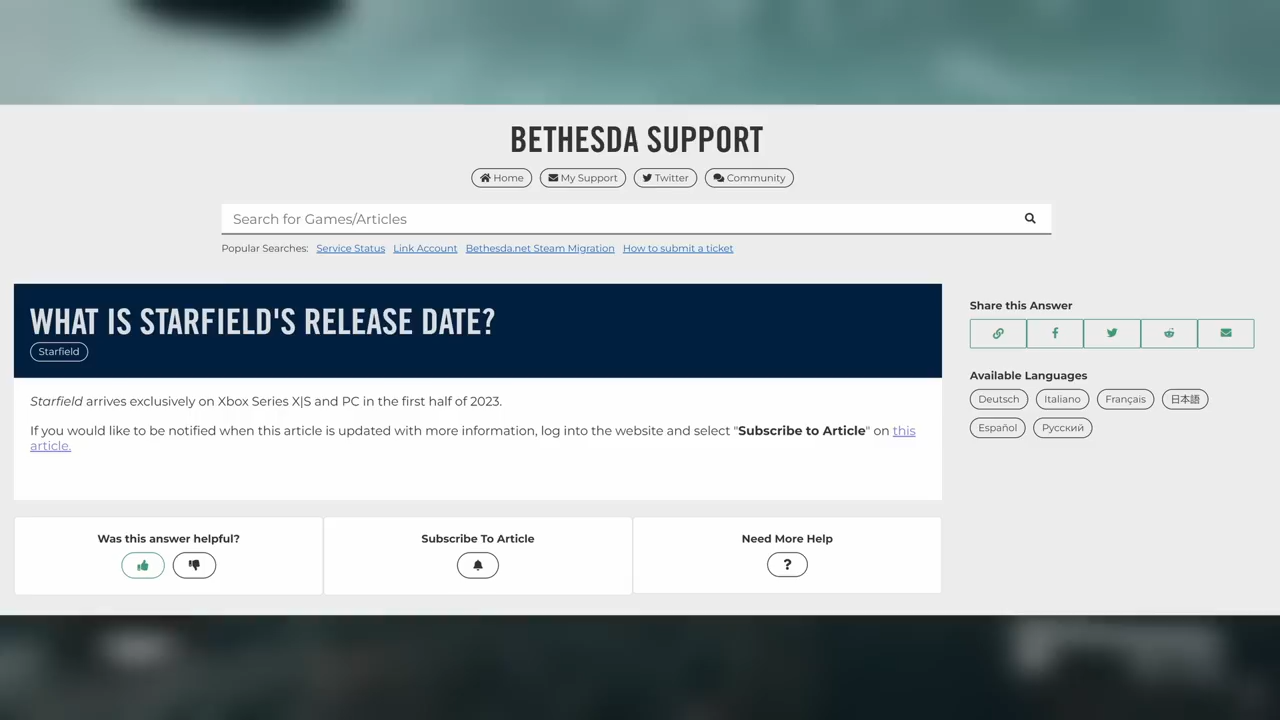 BETHESDA SUPPORT
Home My Support Twitter Community
Search for Games/Articles
Popular Searches: Service Status Link Account Bethesda.net Steam Migration How to submit a ticket
WHAT IS STARFIELD'S RELEASE DATE?
Starfield
Starfield arrives exclusively on Xbox Series X|S and PC in the first half of 2023.
If you would like to be notified when this article is updated with more information, log into the website and select "Subscribe to Article" on this
article.
Was this answer helpful?
Subscribe To Article
Need More Help
?
Share this Answer
Available Languages
Deutsch Italiano Français 日本語
Español Русский